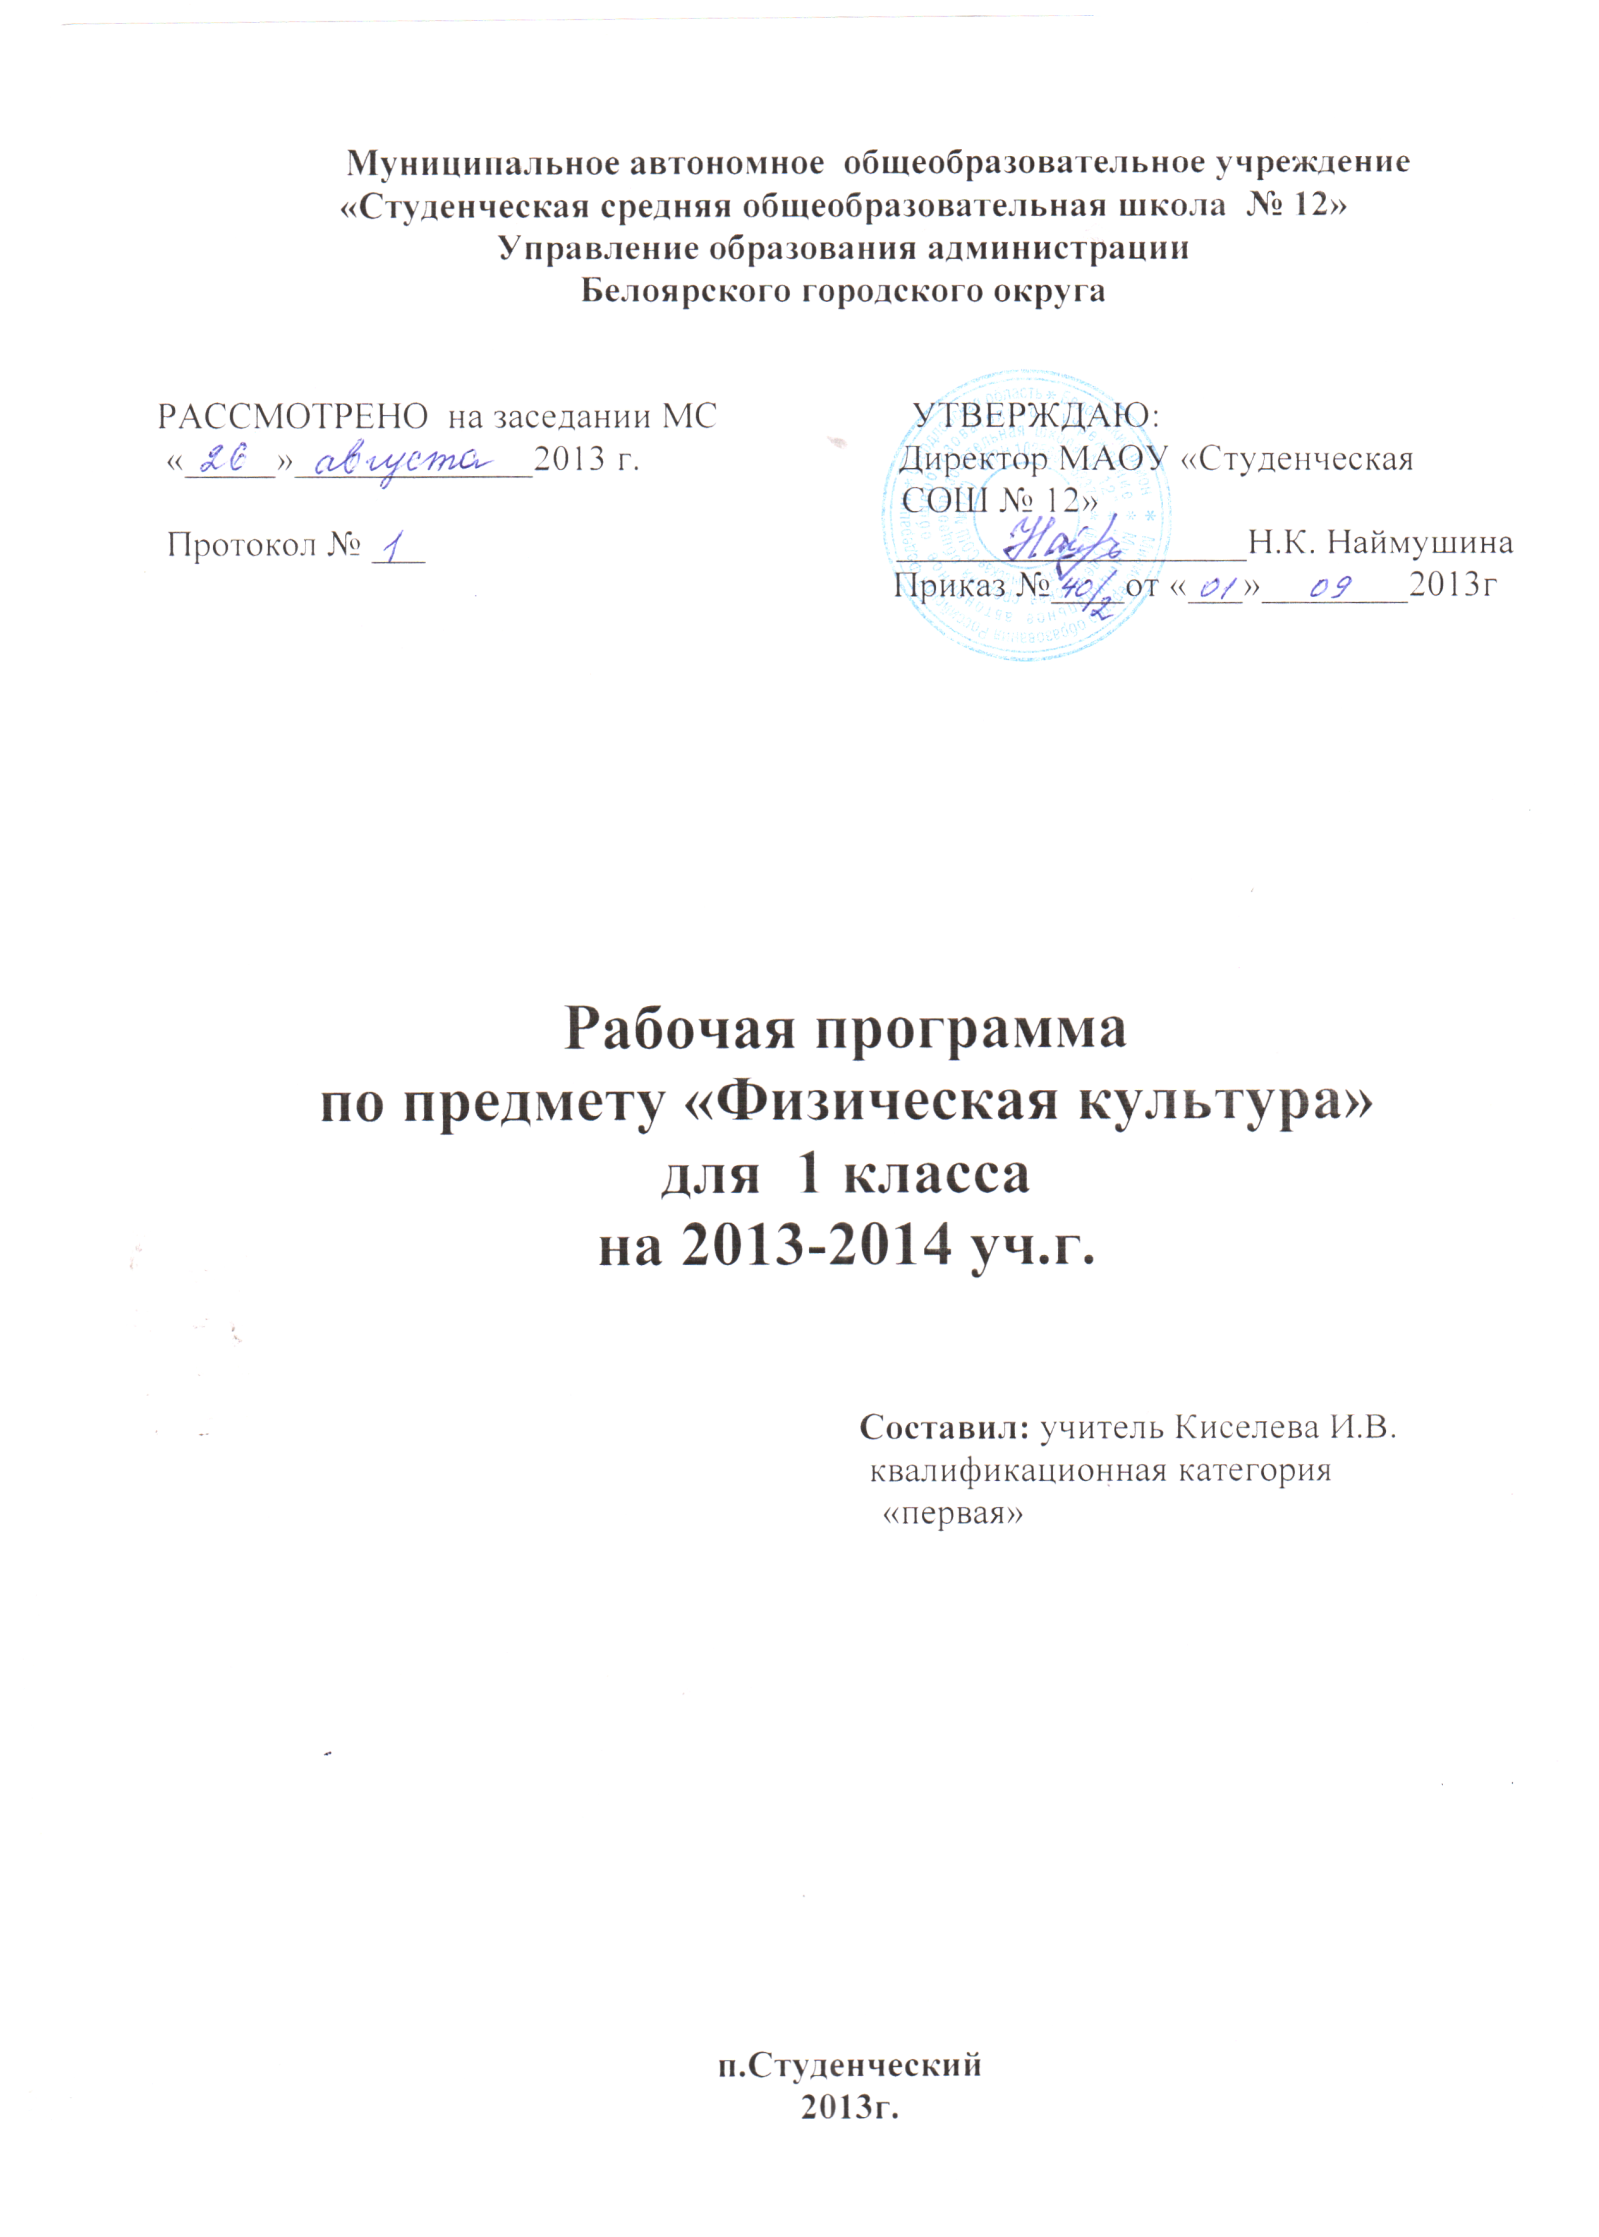 Муниципальное автономное общеобразовательное учреждение
«Студенческая средняя общеобразовательная школа № 12»
Управление образования администрации
Белоярского городского округа
РАССМОТРЕНО на заседании МС
«26» августа 2013 г.
Протокол № 1
УТВЕРЖДАЮ:
Директор МАОУ «Студенческая
СОШ № 12»
Н.К. Наймушина
Приказ № 40/2 от «01» 09 2013г
Рабочая программа
по предмету «Физическая культура»
для 1 класса
на 2013-2014 уч.г.
Составил: учитель Киселева И.В.
квалификационная категория
«первая»
п.Студенческий
2013г.